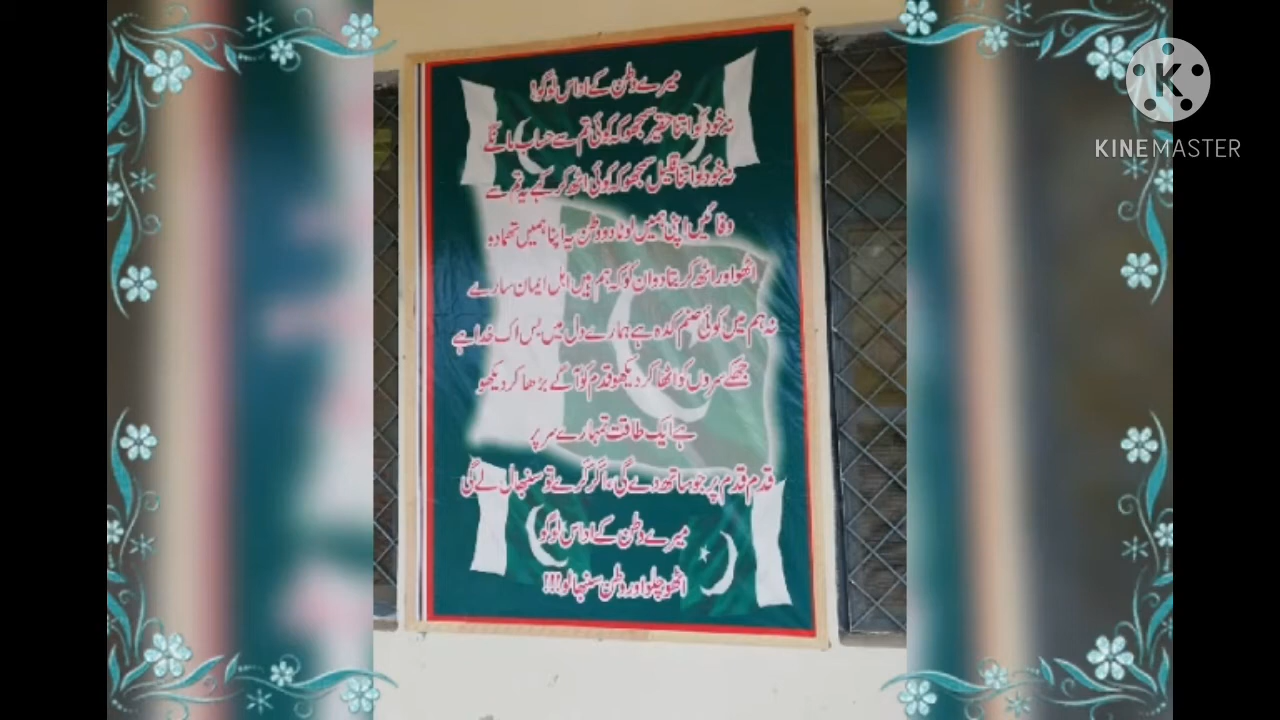 میرے وطن کے اداس لوگو!
نہ خود کو اتنا حقیر سمجھو کہ کوئی تم سے حساب مانگے
نہ خود کو اتنا قلیل سمجھو کہ کوئی اٹھ کر کہے یہ تم سے
وفائیں اپنی ہمیں لوٹا دو وطن یہ اپنا ہمیں تھما دو
اٹھو اور اٹھ کر بتا دو ان کو کہ ہم ہیں اہل ایمان سارے
نہ ہم میں کوئی صنم کدہ ہے ہمارے دل میں بس اک خدا ہے
جھکے سروں کو اٹھا کر دیکھو قدم کو آگے بڑھا کر دیکھو
ہے ایک طاقت تمہارے سر پر
قدم قدم پر جو ساتھ دے گی، اگر گرے تو سنبھال لے گی
میرے وطن کے اداس لوگو
اٹھو چلو اور وطن سنبھالو!!!
K
KINEMASTER